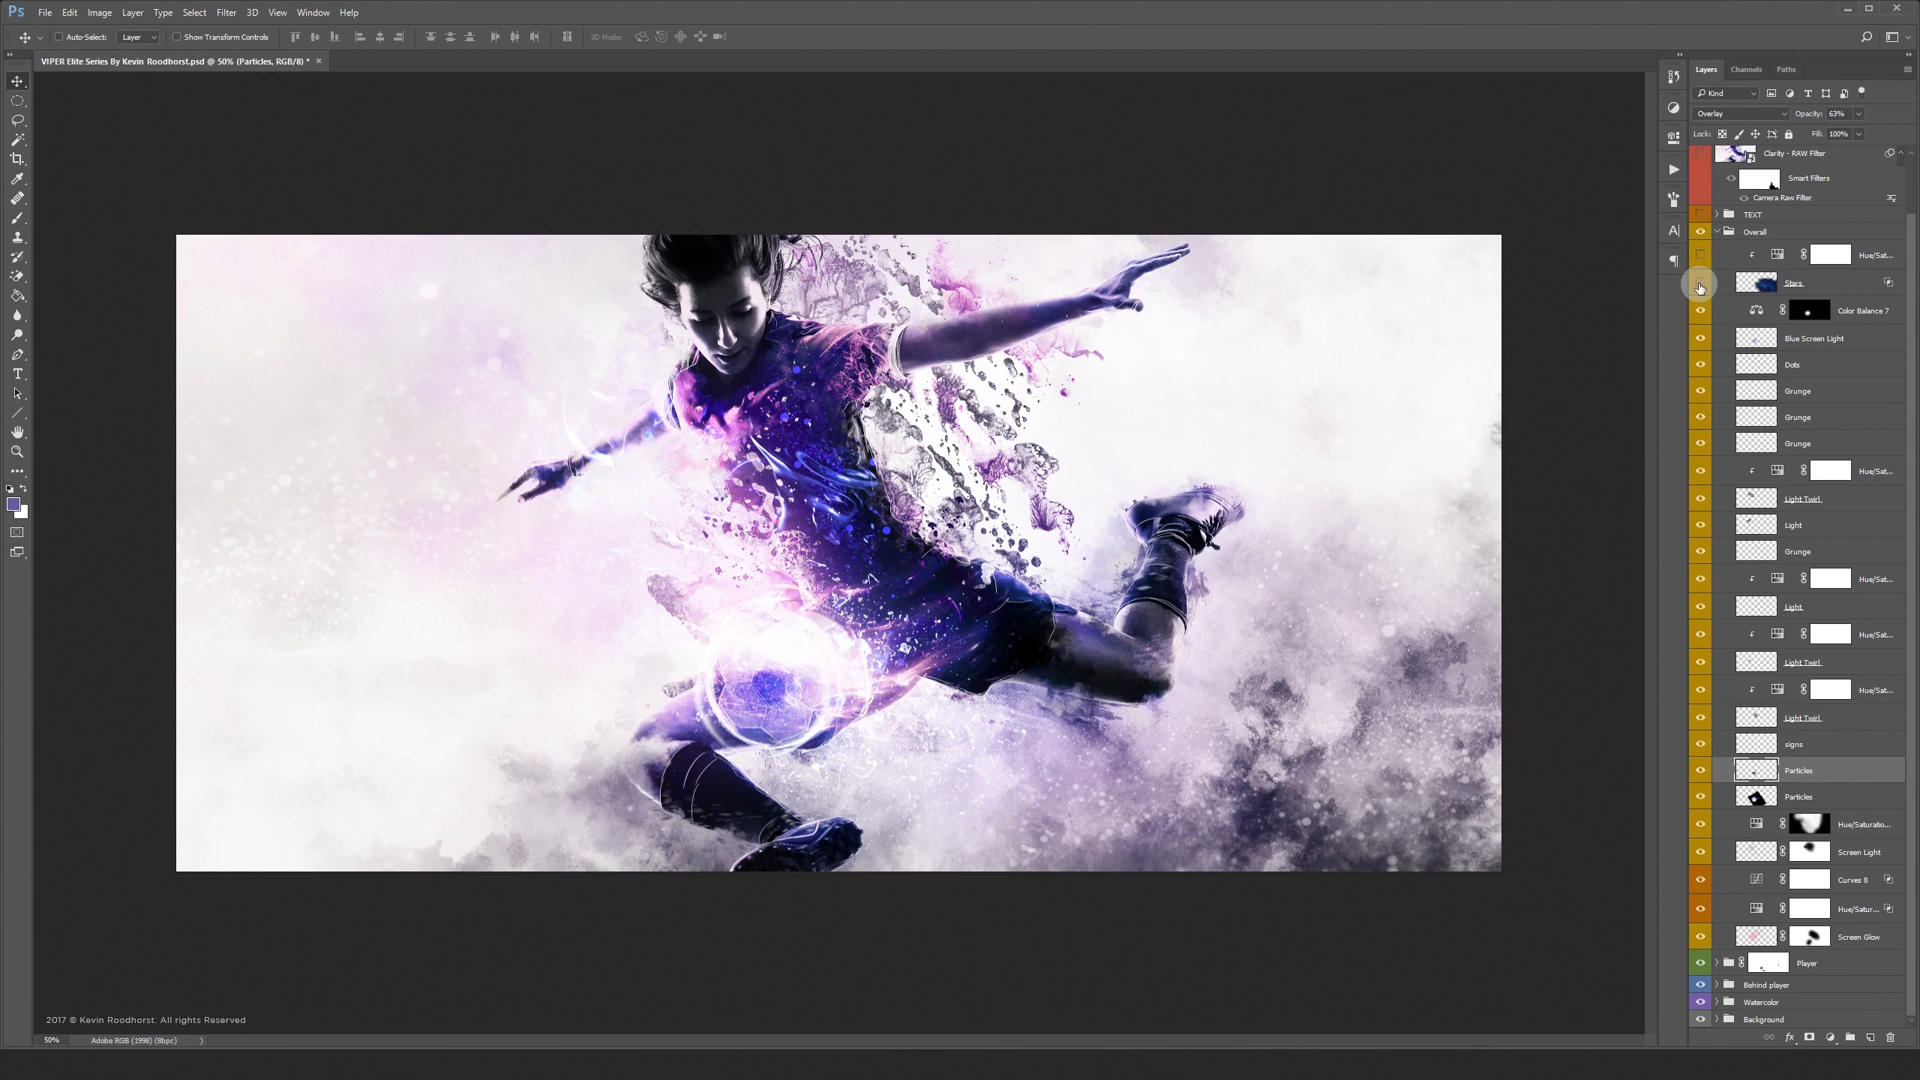 Ps File Edit Image Layer Type Select Filter 3D View Window Help
Auto-Select: Layer Show Transform Controls 3D Mode:
VIPER Elite Series By Kevin Roodhorst.psd @ 50% (Particles, RGB/8) * ×
Layers Channels Paths
Kind
Overlay Opacity: 63%
Lock: Fill: 100%
Clarity - RAW Filter
Smart Filters
Camera Raw Filter
TEXT
Overall
Hue/Sat...
Stars
Color Balance 7
Blue Screen Light
Dots
Grunge
Grunge
Grunge
Hue/Sat...
Light Twirl
Light
Grunge
Hue/Sat...
Light
Hue/Sat...
Light Twirl
Hue/Sat...
Light Twirl
signs
Particles
Particles
Hue/Saturatio...
Screen Light
Curves 8
Hue/Satur...
Screen Glow
Player
Behind player
Watercolor
Background
2017 © Kevin Roodhorst. All rights Reserved
50% Adobe RGB (1998) (8bpc)